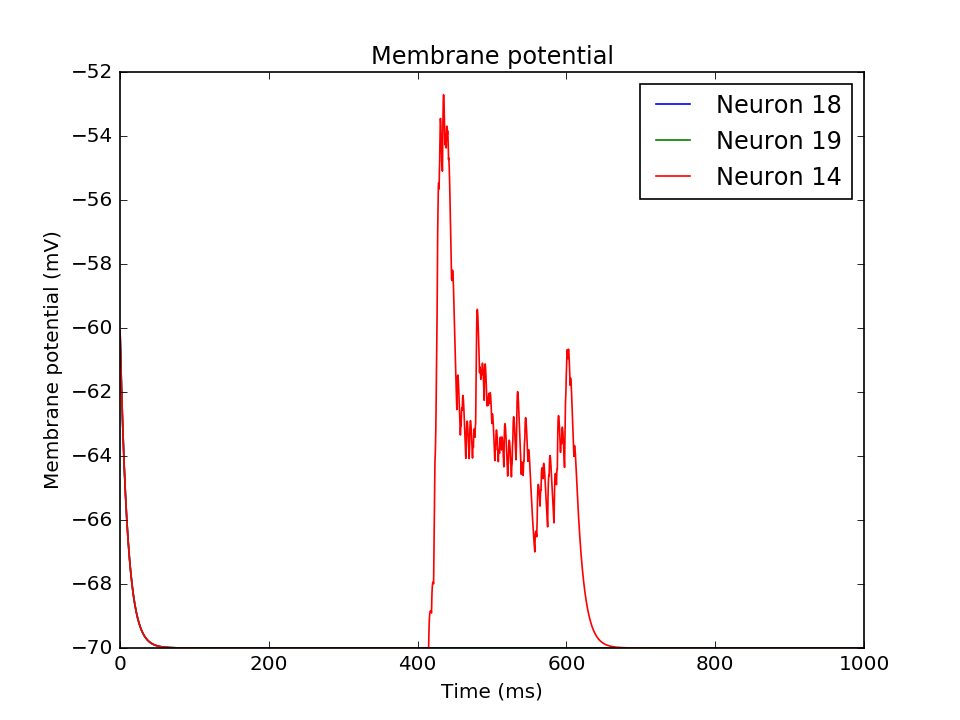 Membrane potential
Neuron 18
Neuron 19
Neuron 14
Membrane potential (mV)
−52
−54
−56
−58
−60
−62
−64
−66
−68
−70
0 200 400 600 800 1000
Time (ms)